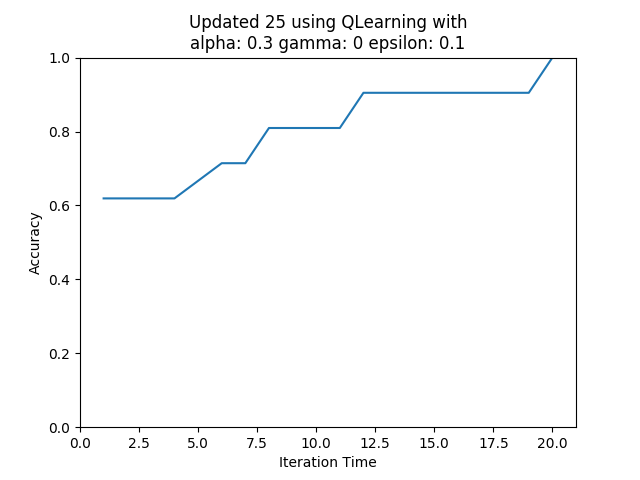 Updated 25 using QLearning with
alpha: 0.3 gamma: 0 epsilon: 0.1
1.0
0.8
0.6
0.4
0.2
0.0
Accuracy
0.0 2.5 5.0 7.5 10.0 12.5 15.0 17.5 20.0
Iteration Time